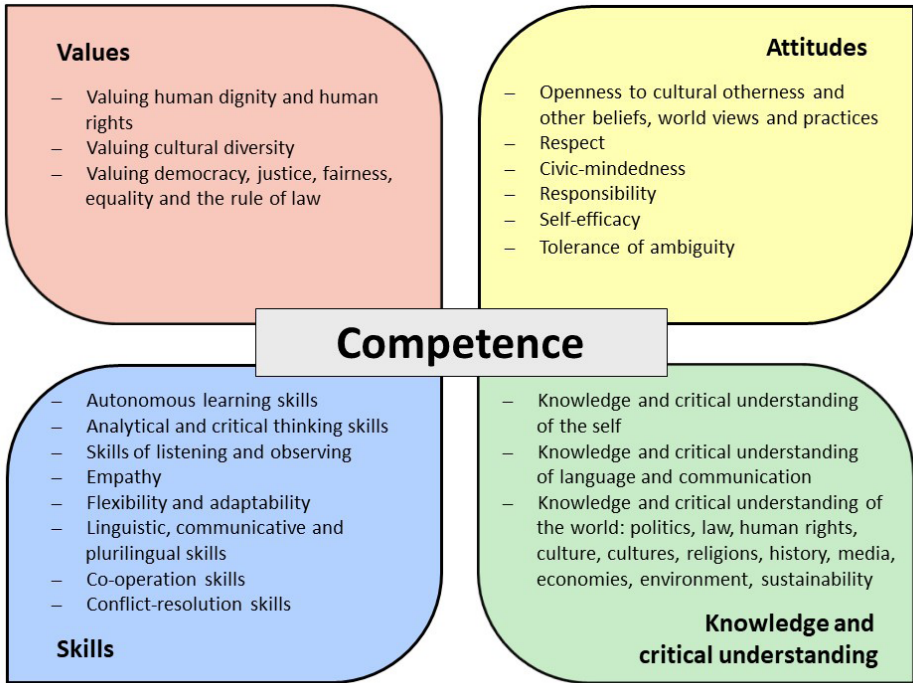 Values
– Valuing human dignity and human
rights
– Valuing cultural diversity
– Valuing democracy, justice, fairness,
equality and the rule of law
Attitudes
– Openness to cultural otherness and
other beliefs, world views and practices
– Respect
– Civic-mindedness
– Responsibility
– Self-efficacy
– Tolerance of ambiguity
Competence
– Autonomous learning skills
– Analytical and critical thinking skills
– Skills of listening and observing
– Empathy
– Flexibility and adaptability
– Linguistic, communicative and
plurilingual skills
– Co-operation skills
– Conflict-resolution skills
Skills
– Knowledge and critical understanding
of the self
– Knowledge and critical understanding
of language and communication
– Knowledge and critical understanding of
the world: politics, law, human rights,
culture, cultures, religions, history, media,
economies, environment, sustainability
Knowledge and
critical understanding